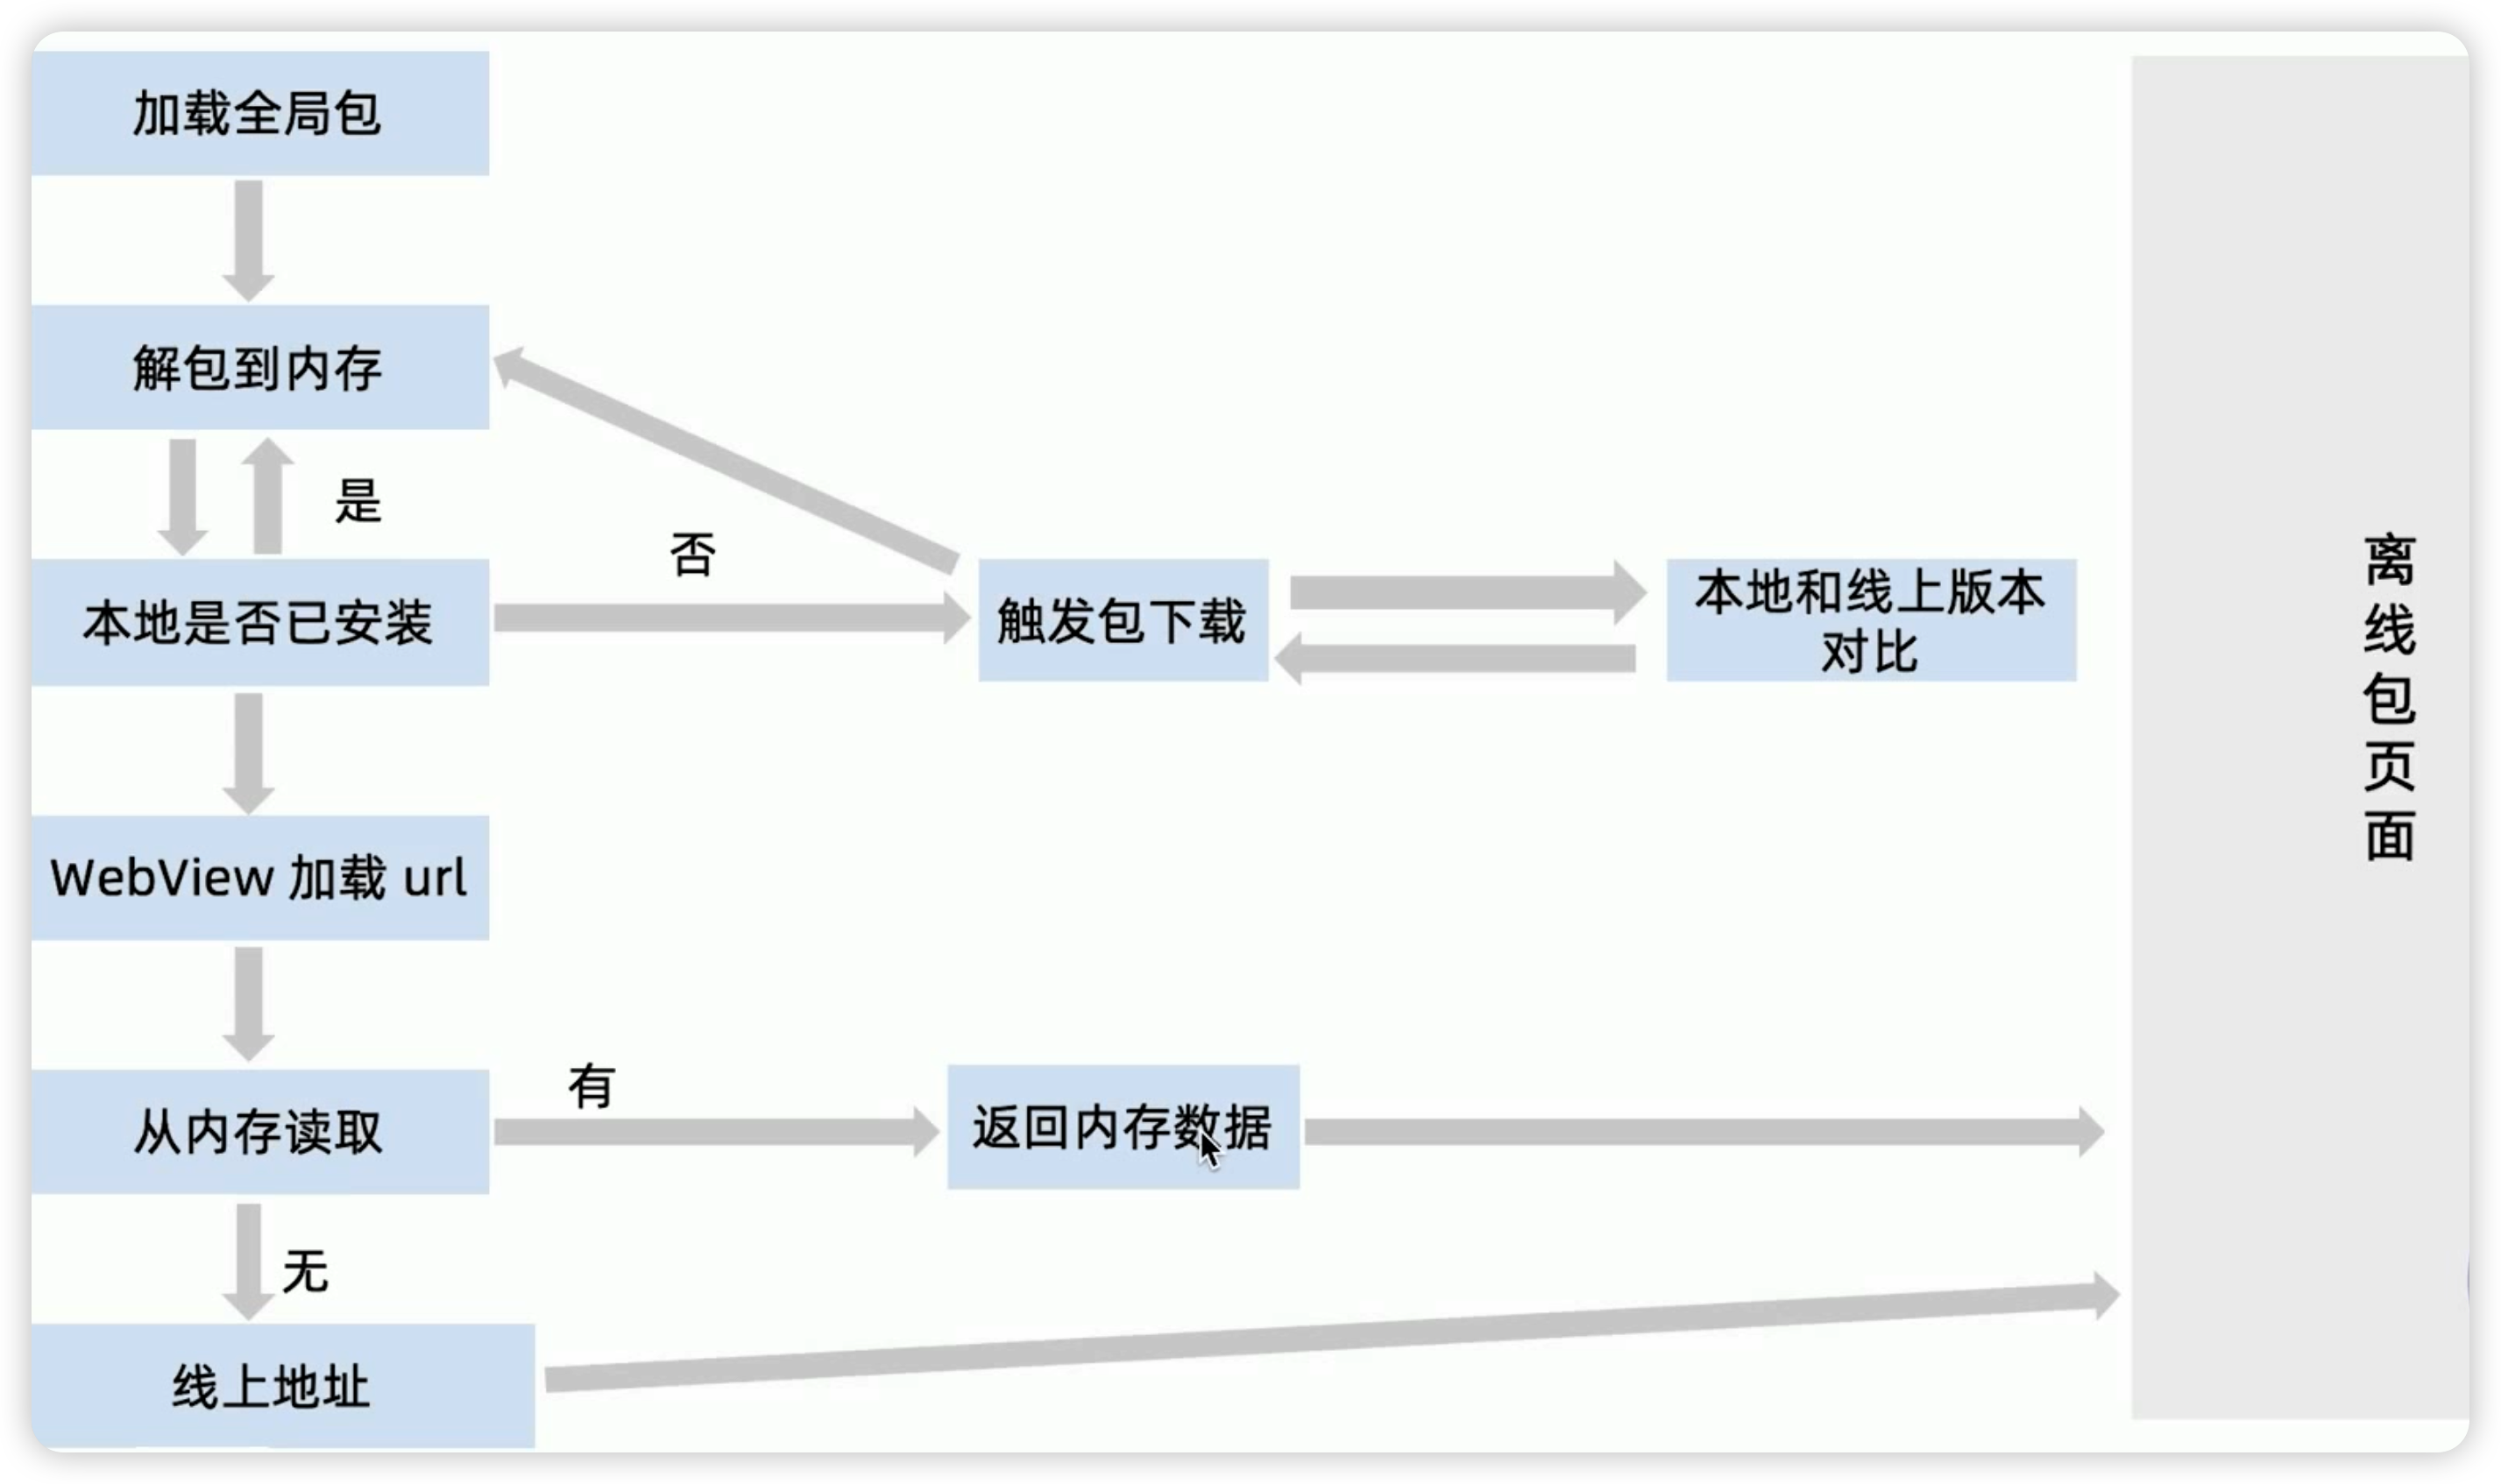 加载全局包
解包到内存
是
否
本地是否已安装
触发包下载
本地和线上版本
对比
离线包页面
WebView 加载 url
有
从内存读取
返回内存数据
无
线上地址